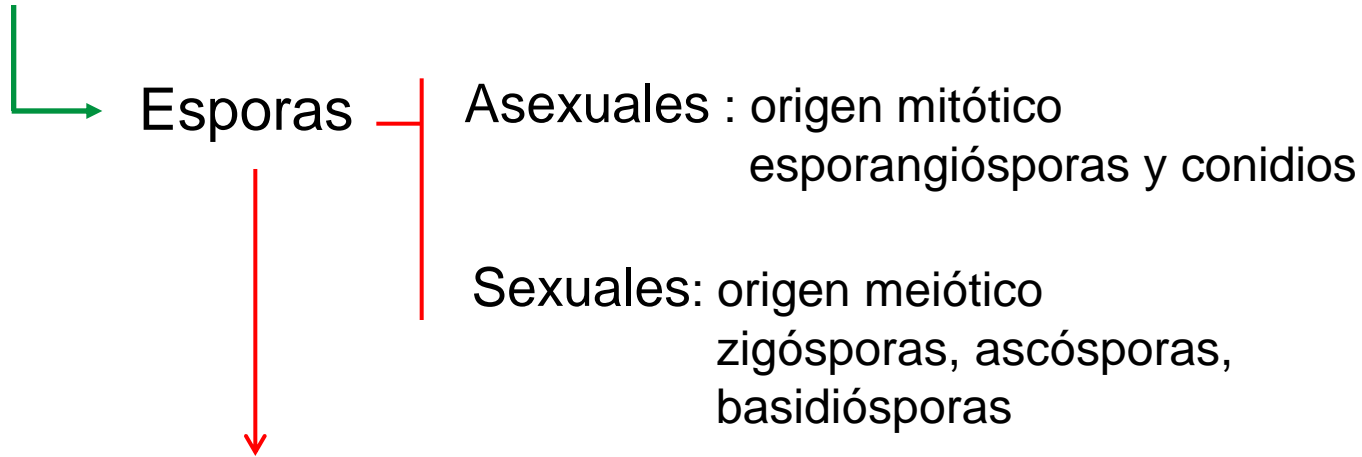 Esporas
Asexuales : origen mitótico
esporangiósporas y conidios
Sexuales: origen meiótico
zigósporas, ascósporas,
basidiósporas